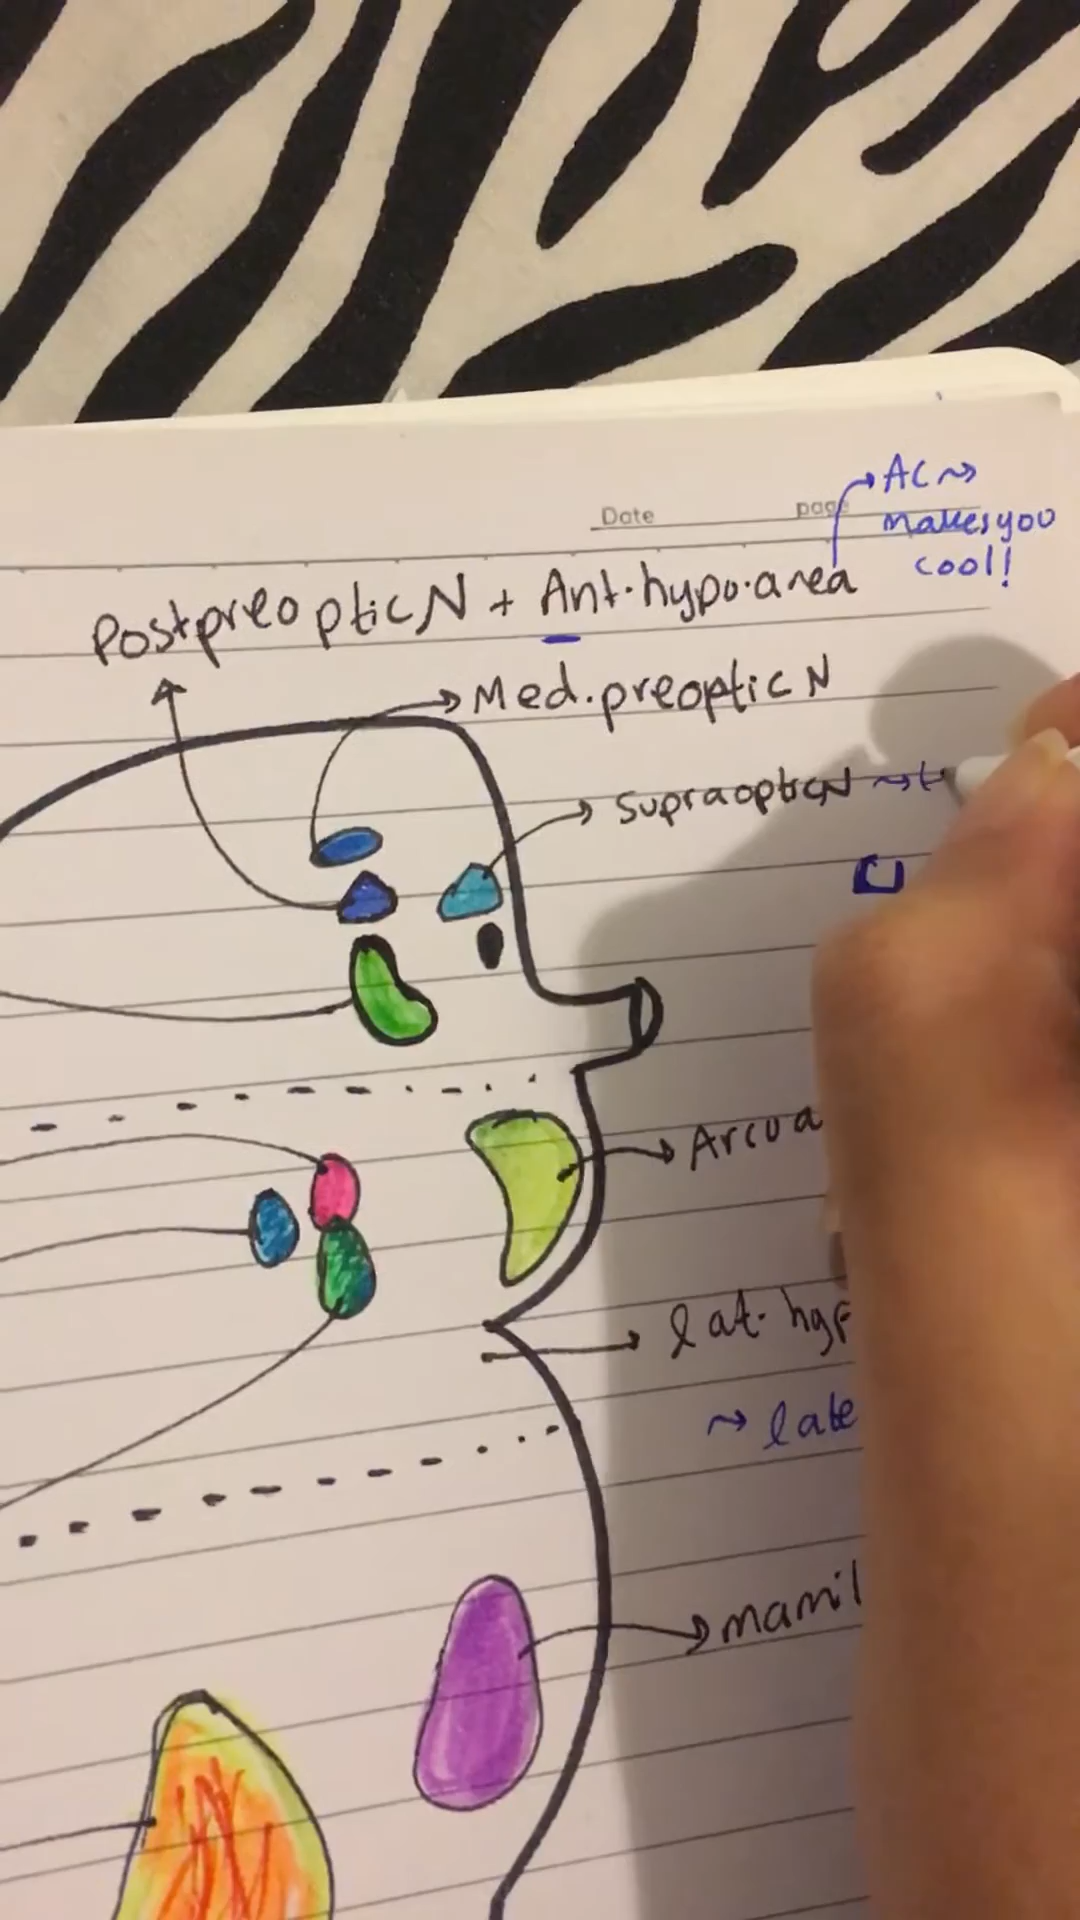 Date page
AC ⤳
makes you
cool!
Postpreoptic N + Ant. hypo. area
Med. preoptic N
Supraoptic N ⤳ t
Arcua
lat. hyp
⤳ late
mamil